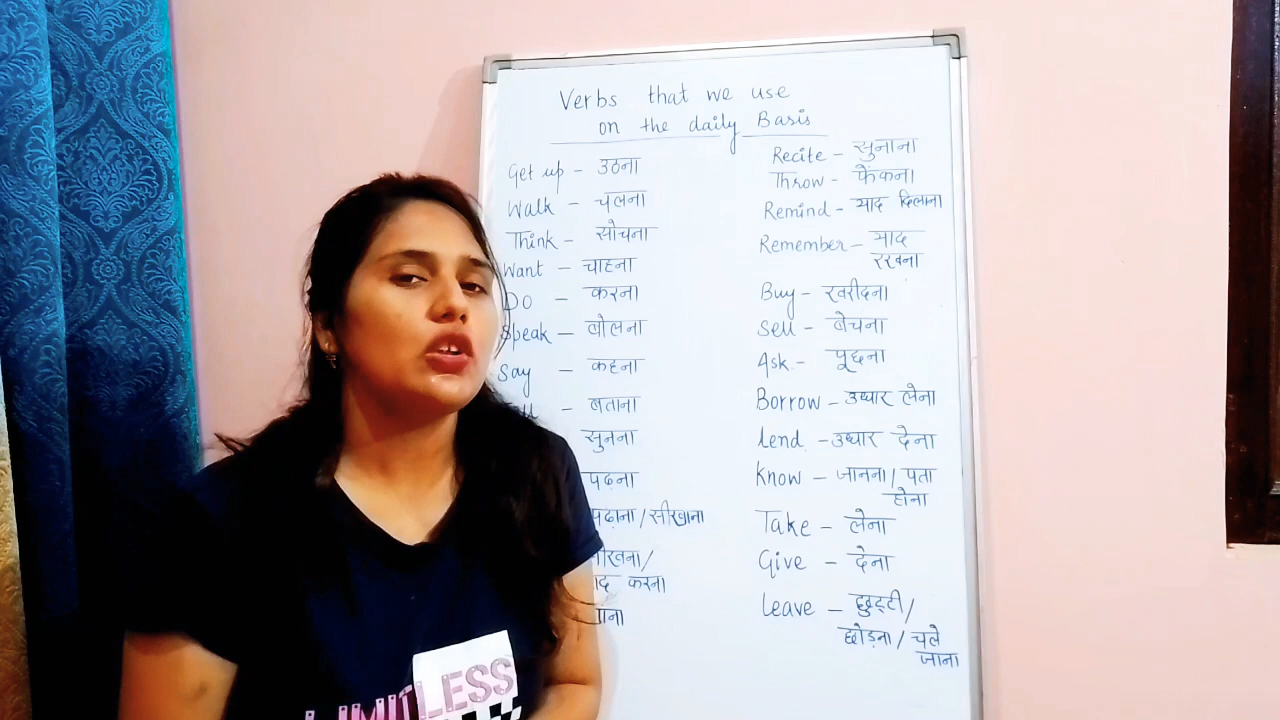 Verbs that we use
on the daily Basis
Get up - उठना
Walk - चलना
Think - सोचना
Want - चाहना
Do - करना
Speak - बोलना
Say - कहना
- बताना
सुनना
पढना
पढाना/सीखाना
करना
Recite - सुनाना
Throw - फेंकना
Remind - याद दिलाना
Remember - याद
रखना
Buy - खरीदना
Sell - बेचना
Ask - पूछना
Borrow - उधार लेना
Lend - उधार देना
Know - जानना/पता
होना
Take - लेना
Give - देना
Leave - छुट्टी/
छोड़ना/चले
जाना
LIMITLESS